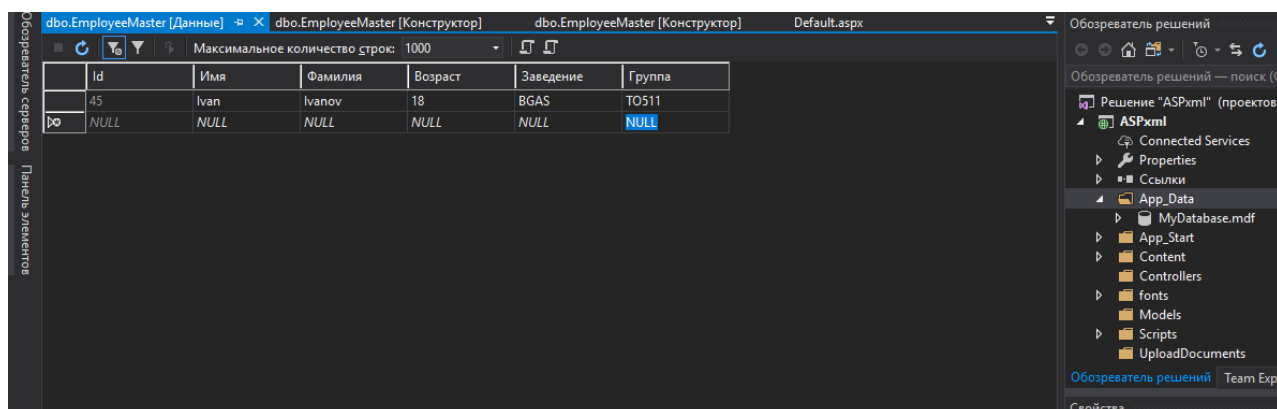 Обозреватель серверов
Панель элементов
dbo.EmployeeMaster [Данные] dbo.EmployeeMaster [Конструктор] dbo.EmployeeMaster [Конструктор] Default.aspx
Максимальное количество строк: 1000
Id Имя Фамилия Возраст Заведение Группа
45 Ivan Ivanov 18 BGAS TO511
NULL NULL NULL NULL NULL NULL
Обозреватель решений
Обозреватель решений — поиск (
Решение "ASPxml" (проектов
ASPxml
Connected Services
Properties
Ссылки
App_Data
MyDatabase.mdf
App_Start
Content
Controllers
fonts
Models
Scripts
UploadDocuments
Обозреватель решений Team Exp
Свойства